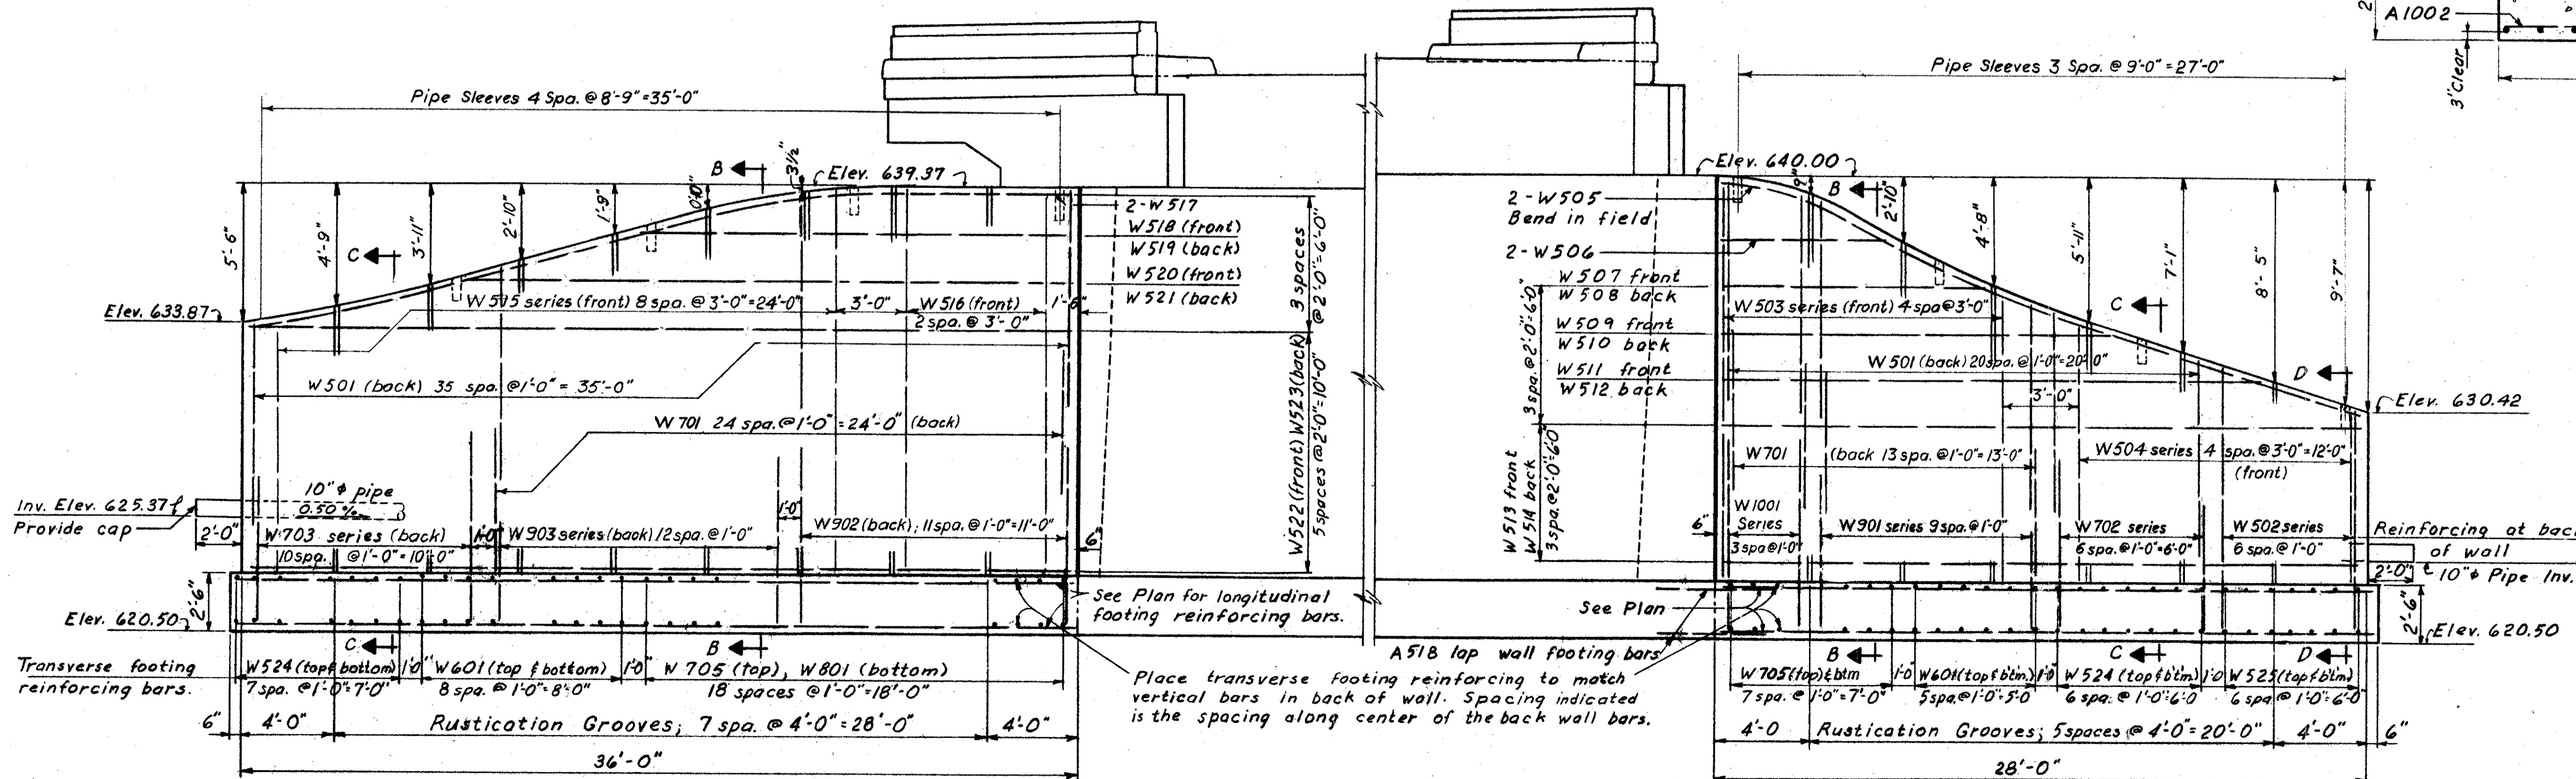 A1002
2
3" Clear
Pipe Sleeves 4 Spa. @ 8'-9" = 35'-0"
Pipe Sleeves 3 Spa. @ 9'-0" = 27'-0"
B
3½"
Elev. 639.37
Elev. 640.00
5'-6"
4'-9"
3'-11"
2'-10"
1'-9"
0'-10"
C
2-W517
W518 (front)
W519 (back)
W520 (front)
W521 (back)
3 spaces
@ 2'-0" = 6'-0"
2-W505
Bend in field
2-W506
W507 front
W508 back
W509 front
W510 back
W511 front
W512 back
9"
B
2'-10"
4'-8"
5'-11"
7'-1"
8'-5"
9'-7"
C
D
Elev. 633.87
W515 series (front) 8 spa. @ 3'-0" = 24'-0"
3'-0"
W516 (front)
2 spa. @ 3'-0"
1'-6"
W503 series (front) 4 spa @ 3'-0"
W501 (back) 20 spa. @ 1'-0" = 20'-0"
3'-0"
Elev. 630.42
W501 (back) 35 spa. @ 1'-0" = 35'-0"
W701 24 spa. @ 1'-0" = 24'-0" (back)
W522 (front) W523 (back)
5 spaces @ 2'-0" = 10'-0"
3 spa. @ 2'-0" = 6'-0"
W513 front
W514 back
3 spa. @ 2'-0" = 6'-0"
W701
(back 13 spa. @ 1'-0" = 13'-0"
W504 series 4 spa. @ 3'-0" = 12'-0"
(front)
10" ϕ pipe
0.50 %
Inv. Elev. 625.37
Provide cap
2'-0"
W703 series (back)
10 spa. @ 1'-0" = 10'-0"
1'-0"
W903 series (back) 12 spa. @ 1'-0"
1'-0"
W902 (back); 11 spa. @ 1'-0" = 11'-0"
6"
6"
W1001
Series
3 spa @ 1'-0"
W901 series 9 spa. @ 1'-0"
W702 series
6 spa. @ 1'-0" = 6'-0"
W502 series
6 spa. @ 1'-0"
Reinforcing at back
of wall
2'-0"
10" ϕ Pipe Inv.
2'-6"
Elev. 620.50
See Plan for longitudinal
footing reinforcing bars.
See Plan
2'-6"
Elev. 620.50
C
B
A518 lap wall footing bars
B
C
D
Transverse footing
reinforcing bars.
W524 (top & bottom)
7 spa. @ 1'-0" = 7'-0"
1'-0"
W601 (top & bottom)
8 spa. @ 1'-0" = 8'-0"
1'-0"
W705 (top), W801 (bottom)
18 spaces @ 1'-0" = 18'-0"
Place transverse footing reinforcing to match
vertical bars in back of wall. Spacing indicated
is the spacing along center of the back wall bars.
W705 (top) & btm
7 spa. @ 1'-0" = 7'-0"
1'-0"
W601 (top & btm.)
5 spa. @ 1'-0" = 5'-0
1'-0
W524 (top & btm.)
6 spa. @ 1'-0" = 6'-0
1'-0
W525 (top & btm.)
6 spa. @ 1'-0" = 6'-0
6"
4'-0"
Rustication Grooves; 7 spa. @ 4'-0" = 28'-0"
4'-0"
4'-0
Rustication Grooves; 5 spaces @ 4'-0" = 20'-0"
4'-0"
6"
36'-0"
28'-0"